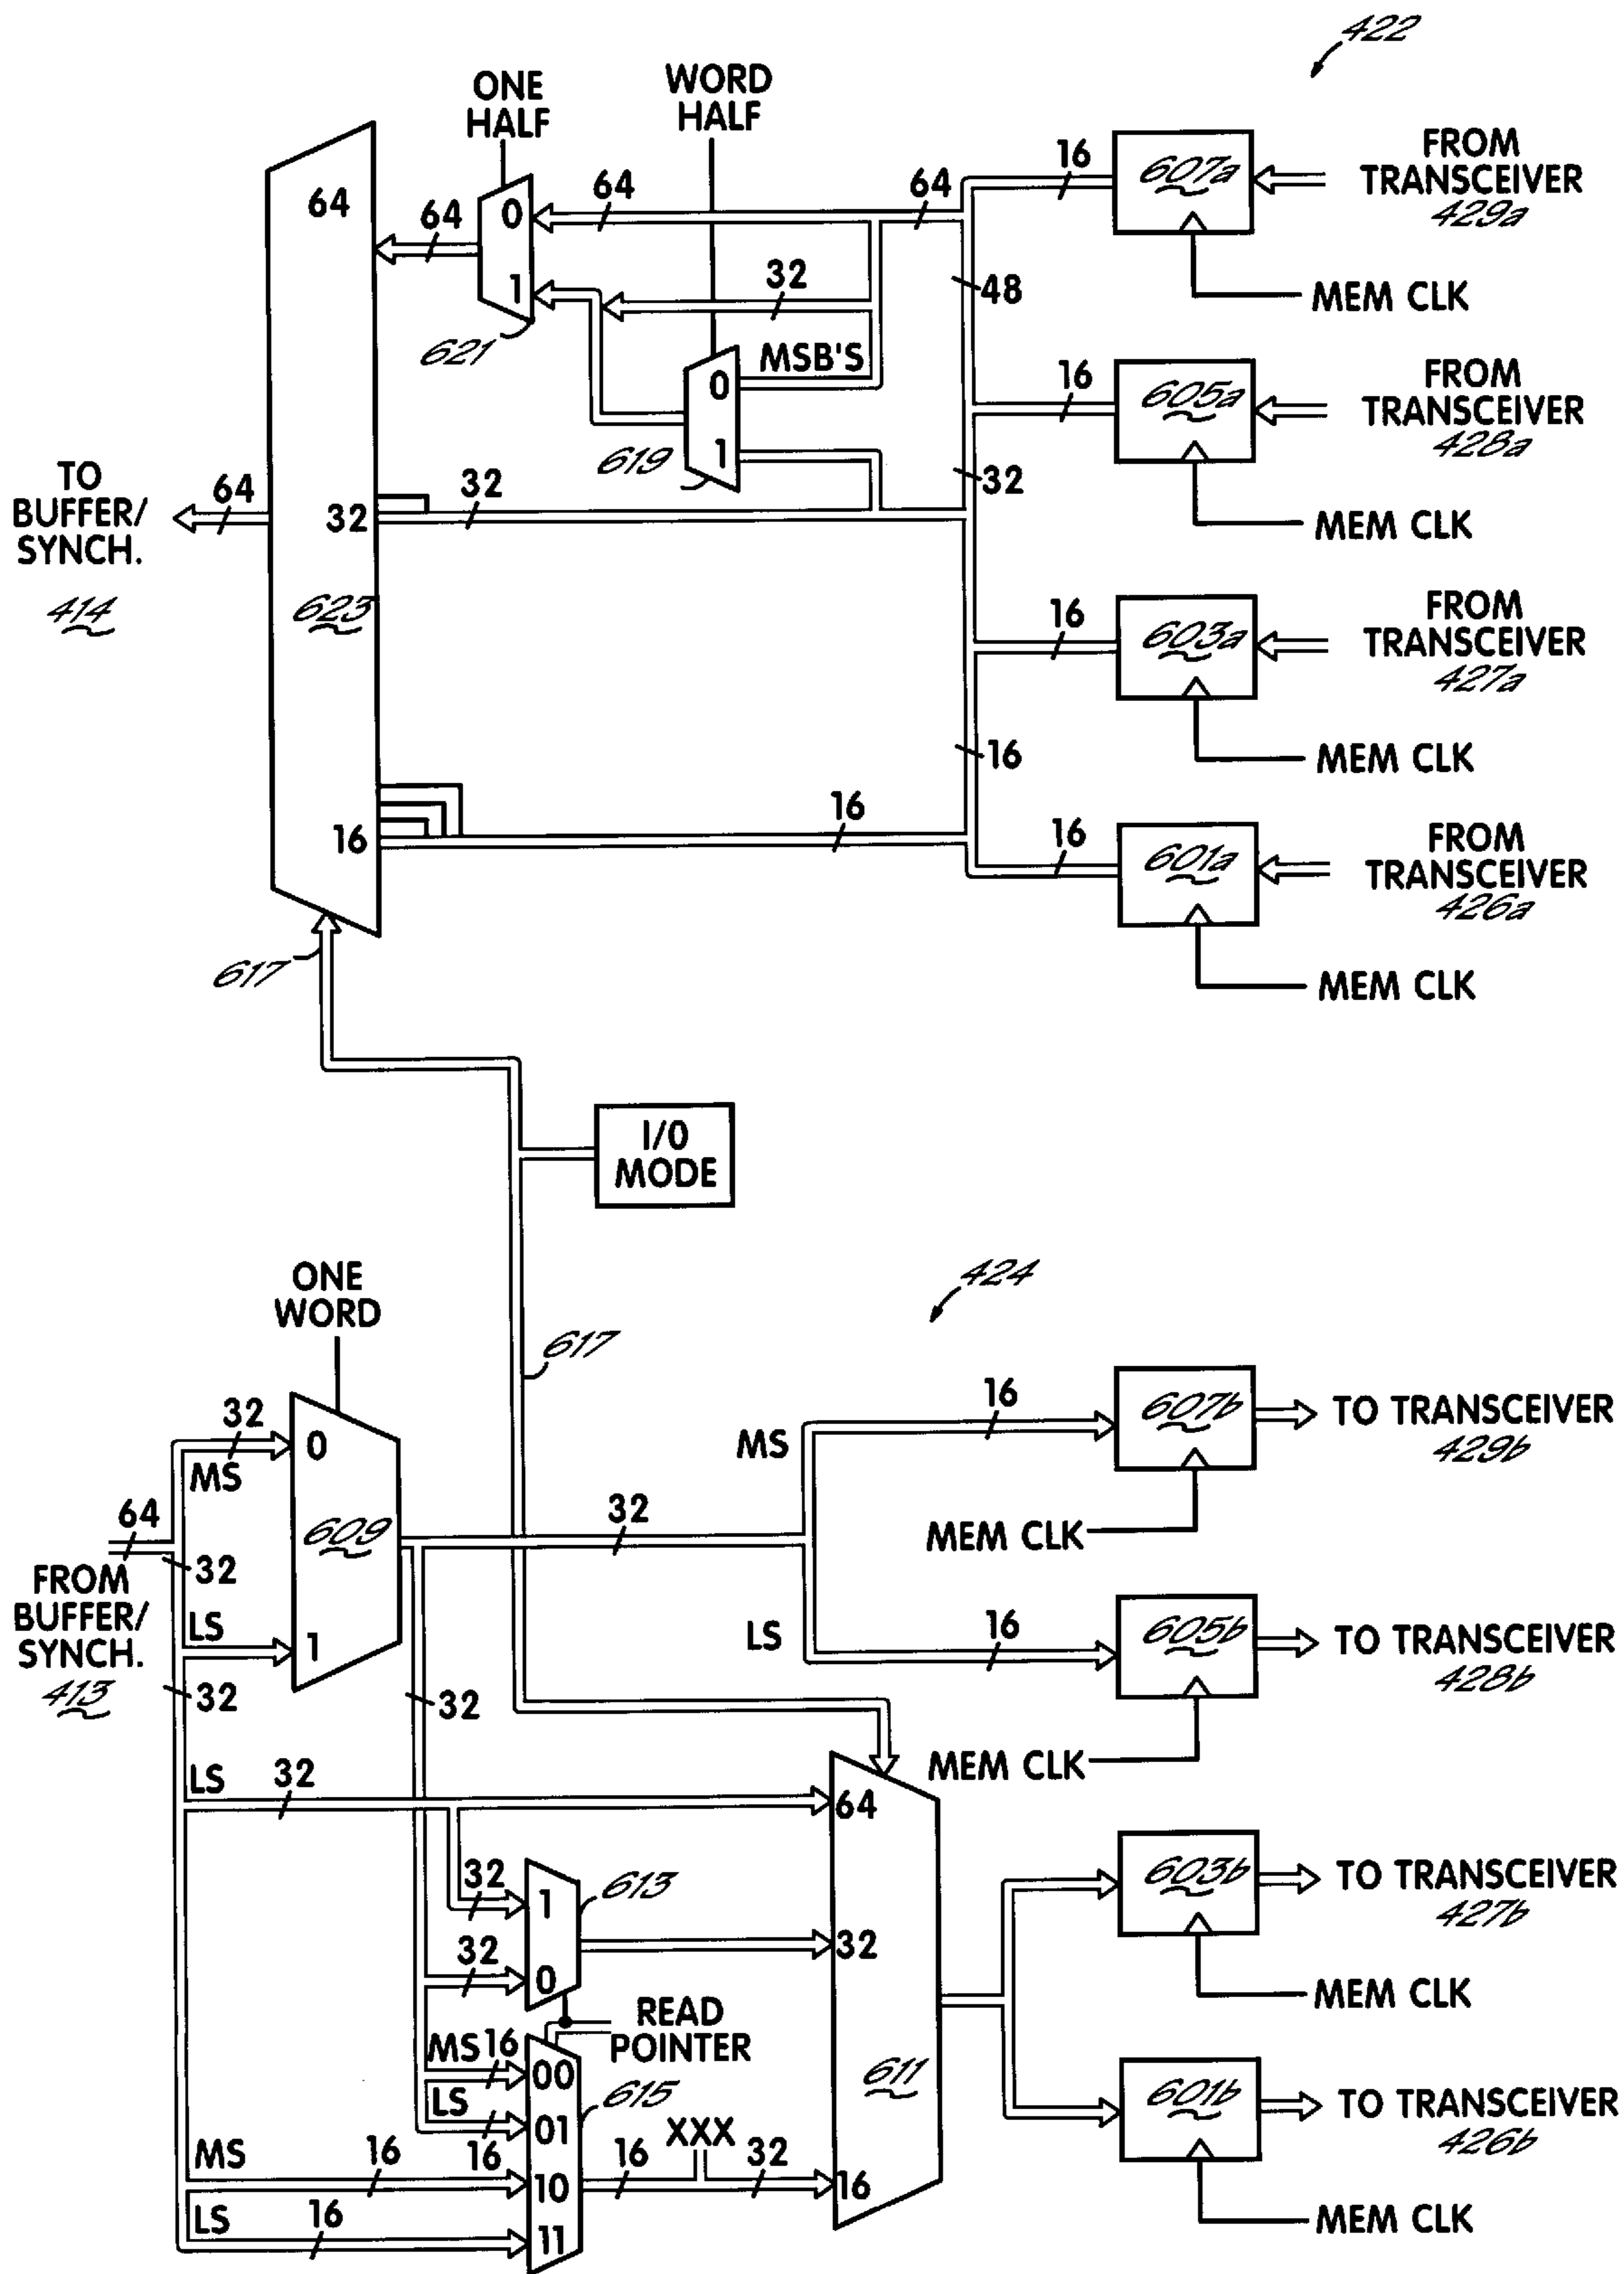 422
ONE
HALF
WORD
HALF
64
64
0
1
621
64
64
32
MSB'S
0
1
619
16
607a
FROM
TRANSCEIVER
429a
MEM CLK
48
16
605a
FROM
TRANSCEIVER
428a
MEM CLK
32
TO
BUFFER/
SYNCH.
414
64
32
32
623
16
603a
FROM
TRANSCEIVER
427a
MEM CLK
16
16
16
16
601a
FROM
TRANSCEIVER
426a
MEM CLK
617
I/O
MODE
424
ONE
WORD
617
32
MS
0
609
1
64
32
FROM
BUFFER/
SYNCH.
413
LS
32
32
32
MS
16
607b
TO TRANSCEIVER
429b
MEM CLK
LS
16
605b
TO TRANSCEIVER
428b
MEM CLK
LS
32
64
32
1
613
32
0
32
READ
POINTER
MS
16
00
LS
16
01
615
MS
16
16
10
LS
16
11
16
XXX
32
16
611
603b
TO TRANSCEIVER
427b
MEM CLK
601b
TO TRANSCEIVER
426b
MEM CLK